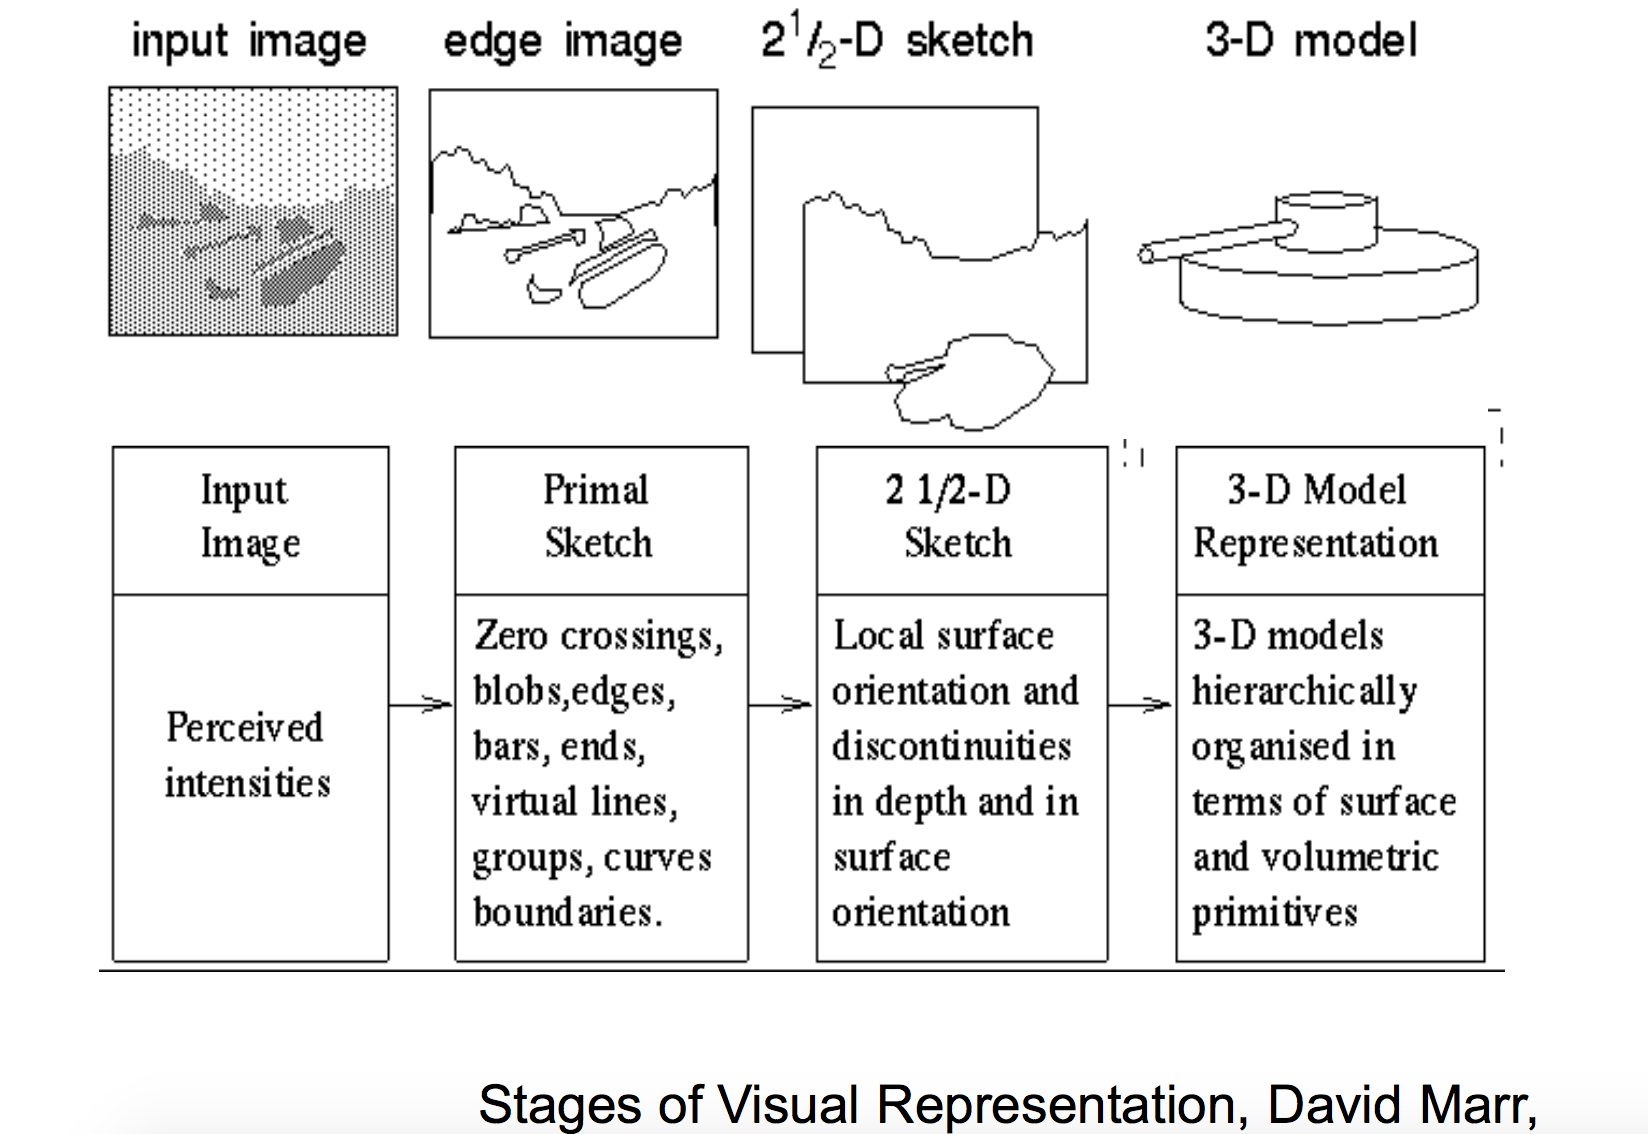 input image
edge image
2 1/2-D sketch
3-D model
Input
Image
Perceived
intensities
Primal
Sketch
Zero crossings,
blobs,edges,
bars, ends,
virtual lines,
groups, curves
boundaries.
2 1/2-D
Sketch
Local surface
orientation and
discontinuities
in depth and in
surface
orientation
3-D Model
Representation
3-D models
hierarchically
organised in
terms of surface
and volumetric
primitives
Stages of Visual Representation, David Marr,